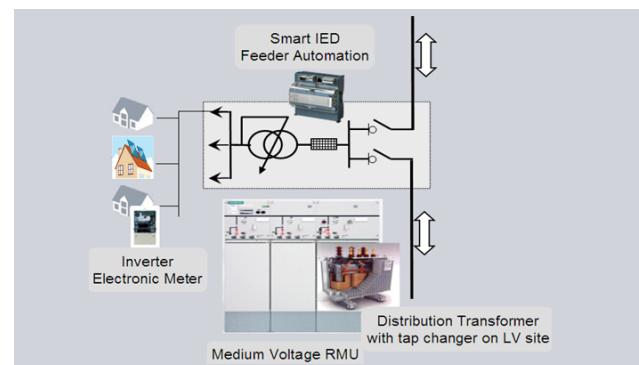 Smart IED
Feeder Automation
Inverter
Electronic Meter
Distribution Transformer
with tap changer on LV site
Medium Voltage RMU